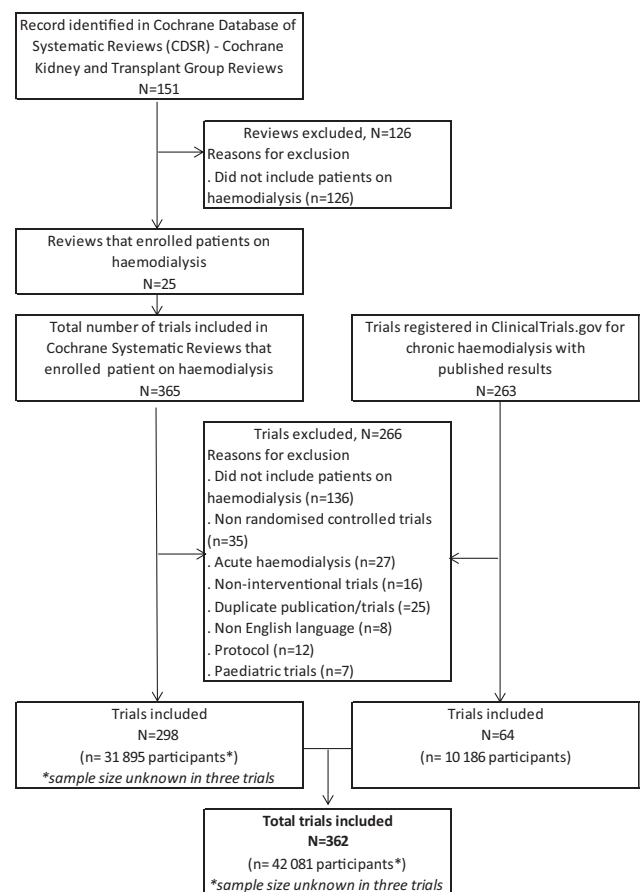 Record identified in Cochrane Database of
Systematic Reviews (CDSR) - Cochrane
Kidney and Transplant Group Reviews
N=151
Reviews excluded, N=126
Reasons for exclusion
. Did not include patients on
haemodialysis (n=126)
Reviews that enrolled patients on
haemodialysis
N=25
Total number of trials included in
Cochrane Systematic Reviews that
enrolled patient on haemodialysis
N=365
Trials registered in ClinicalTrials.gov for
chronic haemodialysis with
published results
N=263
Trials excluded, N=266
Reasons for exclusion
. Did not include patients on
haemodialysis (n=136)
. Non randomised controlled trials
(n=35)
. Acute haemodialysis (n=27)
. Non-interventional trials (n=16)
. Duplicate publication/trials (=25)
. Non English language (n=8)
. Protocol (n=12)
. Paediatric trials (n=7)
Trials included
N=298
(n= 31 895 participants*)
*sample size unknown in three trials
Trials included
N=64
(n= 10 186 participants)
Total trials included
N=362
(n= 42 081 participants*)
*sample size unknown in three trials